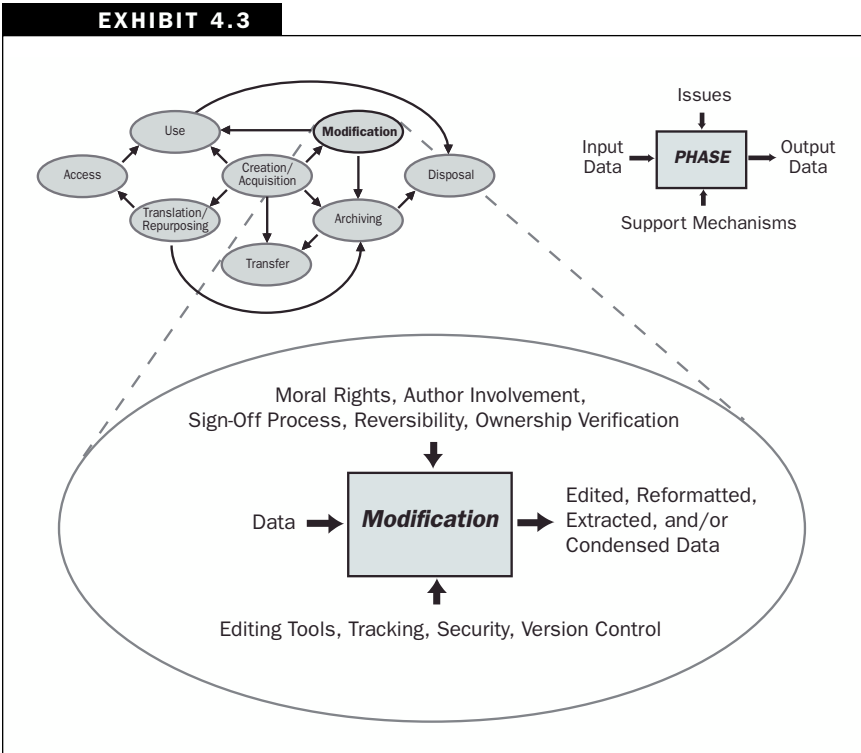 EXHIBIT 4.3
Use
Modification
Access
Creation/
Acquisition
Disposal
Translation/
Repurposing
Archiving
Transfer
Issues
Input
Data
PHASE
Output
Data
Support Mechanisms
Moral Rights, Author Involvement,
Sign-Off Process, Reversibility, Ownership Verification
Data
Modification
Edited, Reformatted,
Extracted, and/or
Condensed Data
Editing Tools, Tracking, Security, Version Control